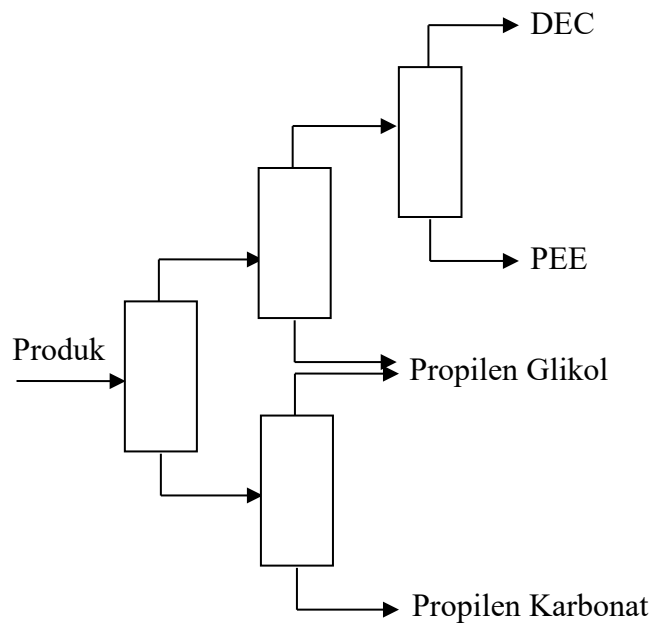 DEC
PEE
Produk
Propilen Glikol
Propilen Karbonat